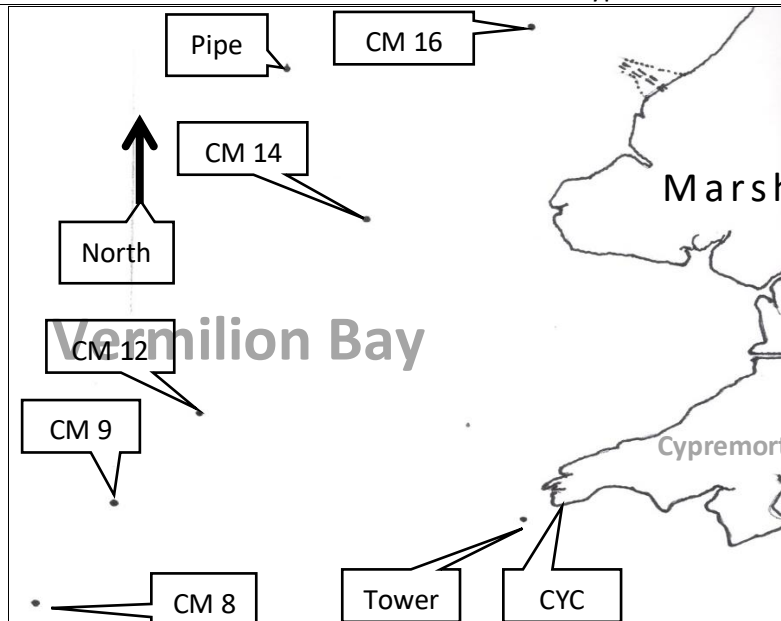 Pipe
CM 16
CM 14
Marsh
North
Vermilion Bay
CM 12
CM 9
Cypremort
CM 8
Tower
CYC